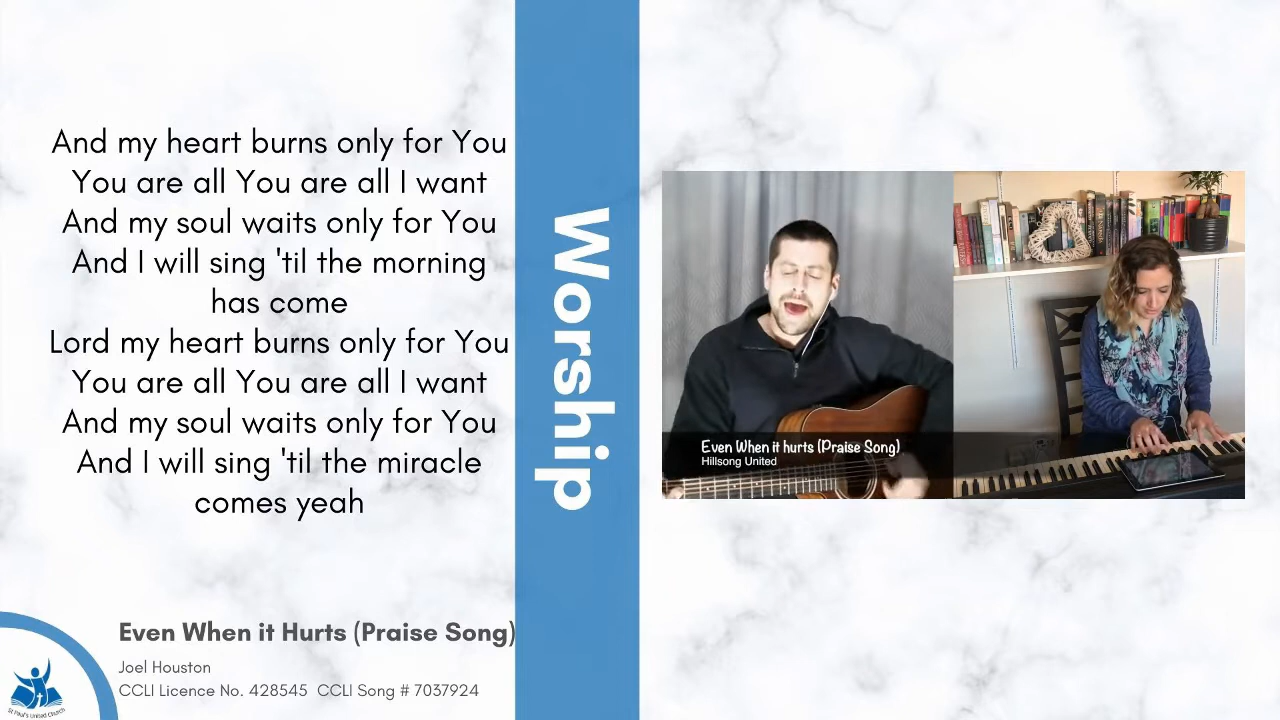 And my heart burns only for You
You are all You are all I want
And my soul waits only for You
And I will sing 'til the morning
has come
Lord my heart burns only for You
You are all You are all I want
And my soul waits only for You
And I will sing 'til the miracle
comes yeah
Even When it Hurts (Praise Song)
Joel Houston
CCLI Licence No. 428545 CCLI Song # 7037924
St Paul's United Church
Worship
Even When it hurts (Praise Song)
Hillsong United